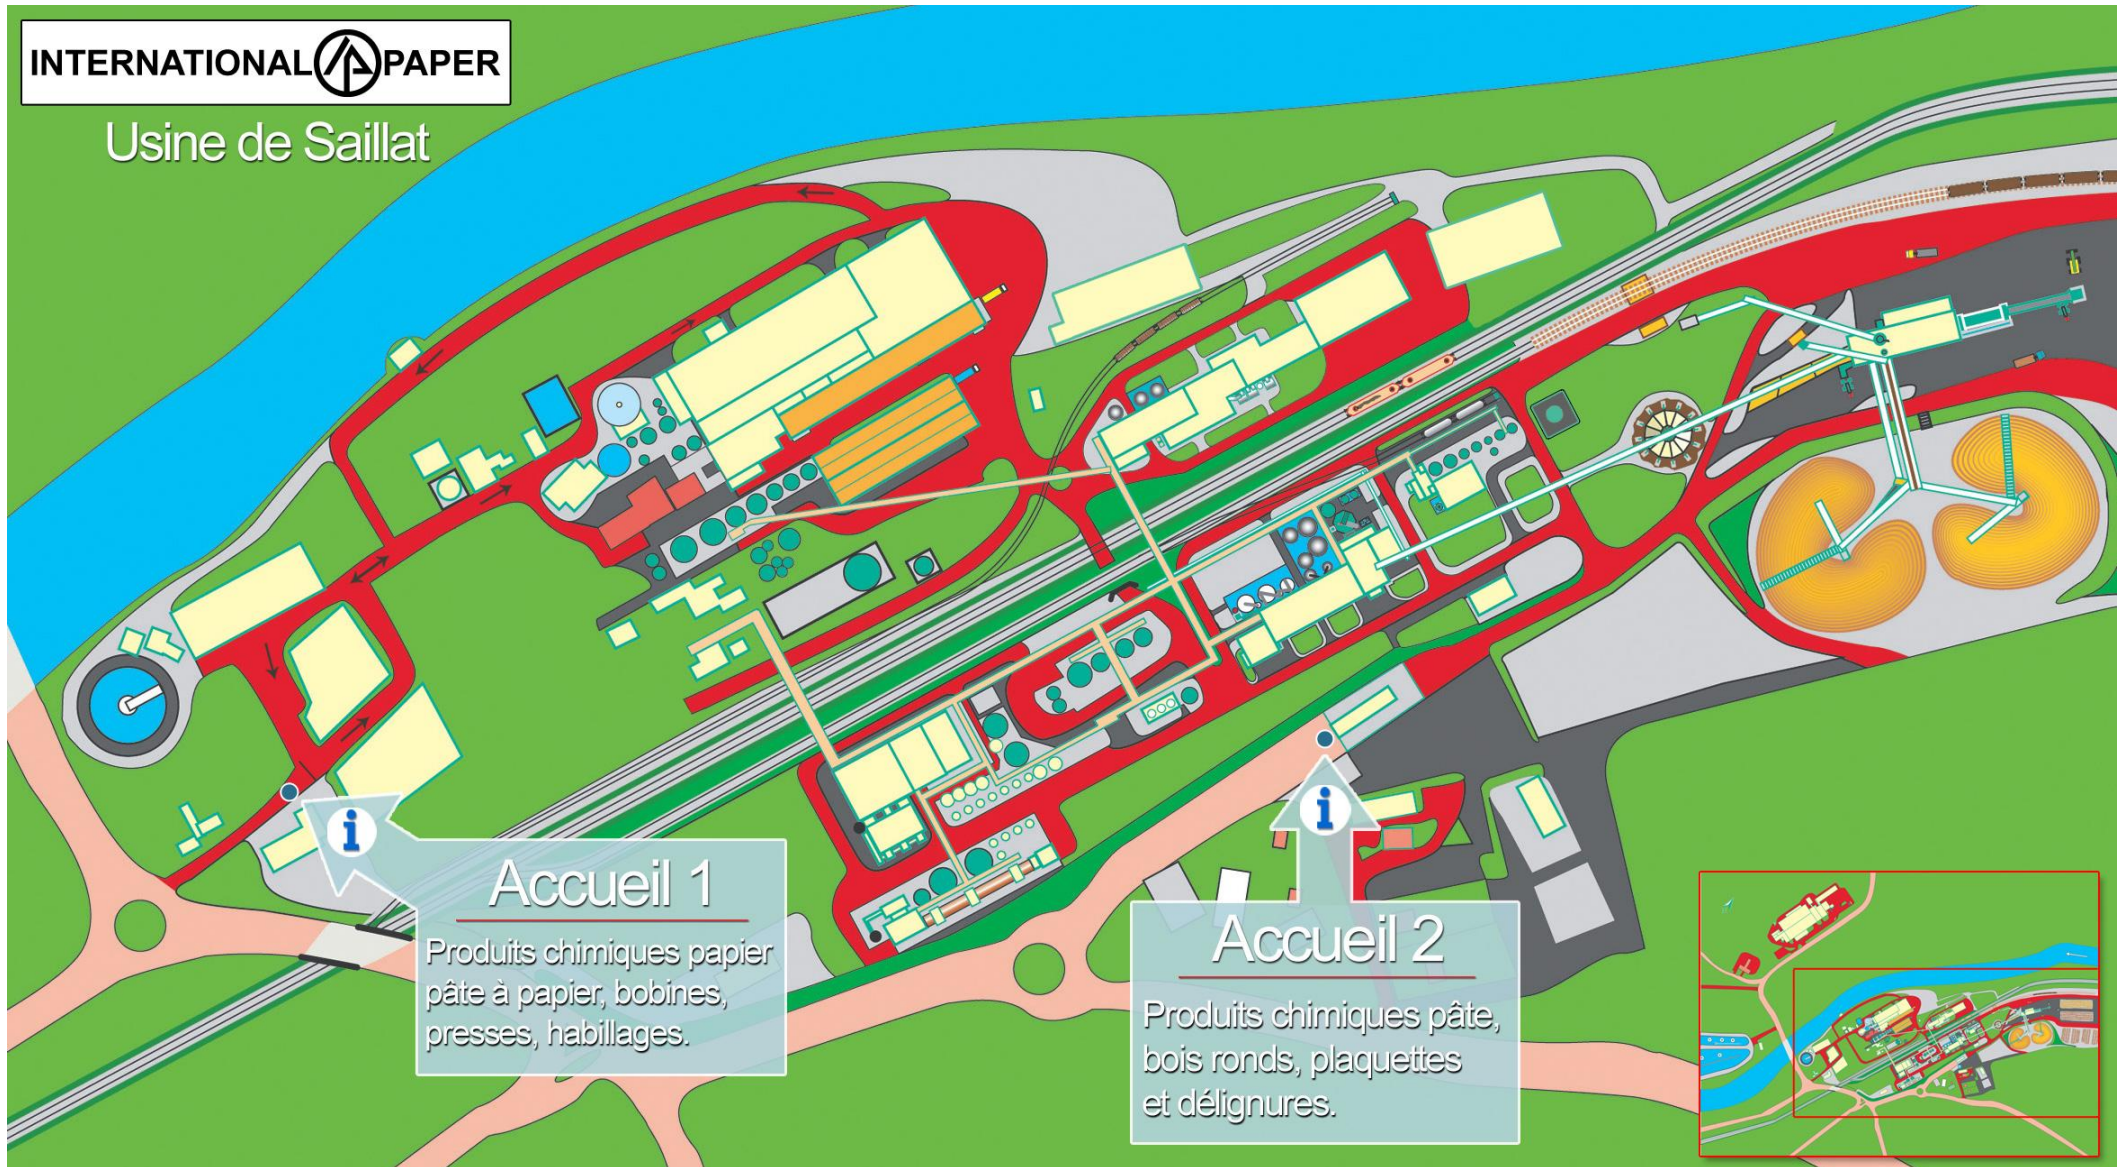 INTERNATIONAL PAPER
Usine de Saillat
Accueil 1
Produits chimiques papier
pâte à papier, bobines,
presses, habillages.
Accueil 2
Produits chimiques pâte,
bois ronds, plaquettes
et délignures.